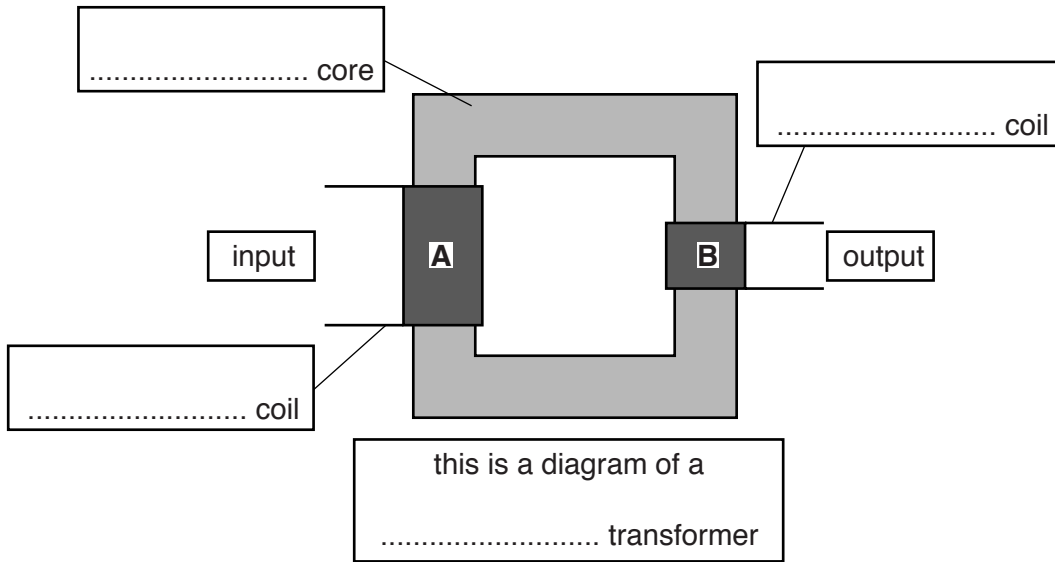 ........................... core
........................... coil
input
A
B
output
........................... coil
this is a diagram of a
........................... transformer